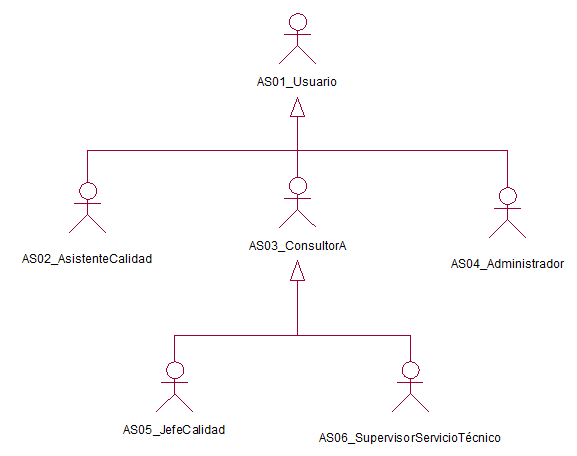 AS01_Usuario
AS02_AsistenteCalidad
AS03_ConsultorA
AS04_Administrador
AS05_JefeCalidad
AS06_SupervisorServicioTécnico